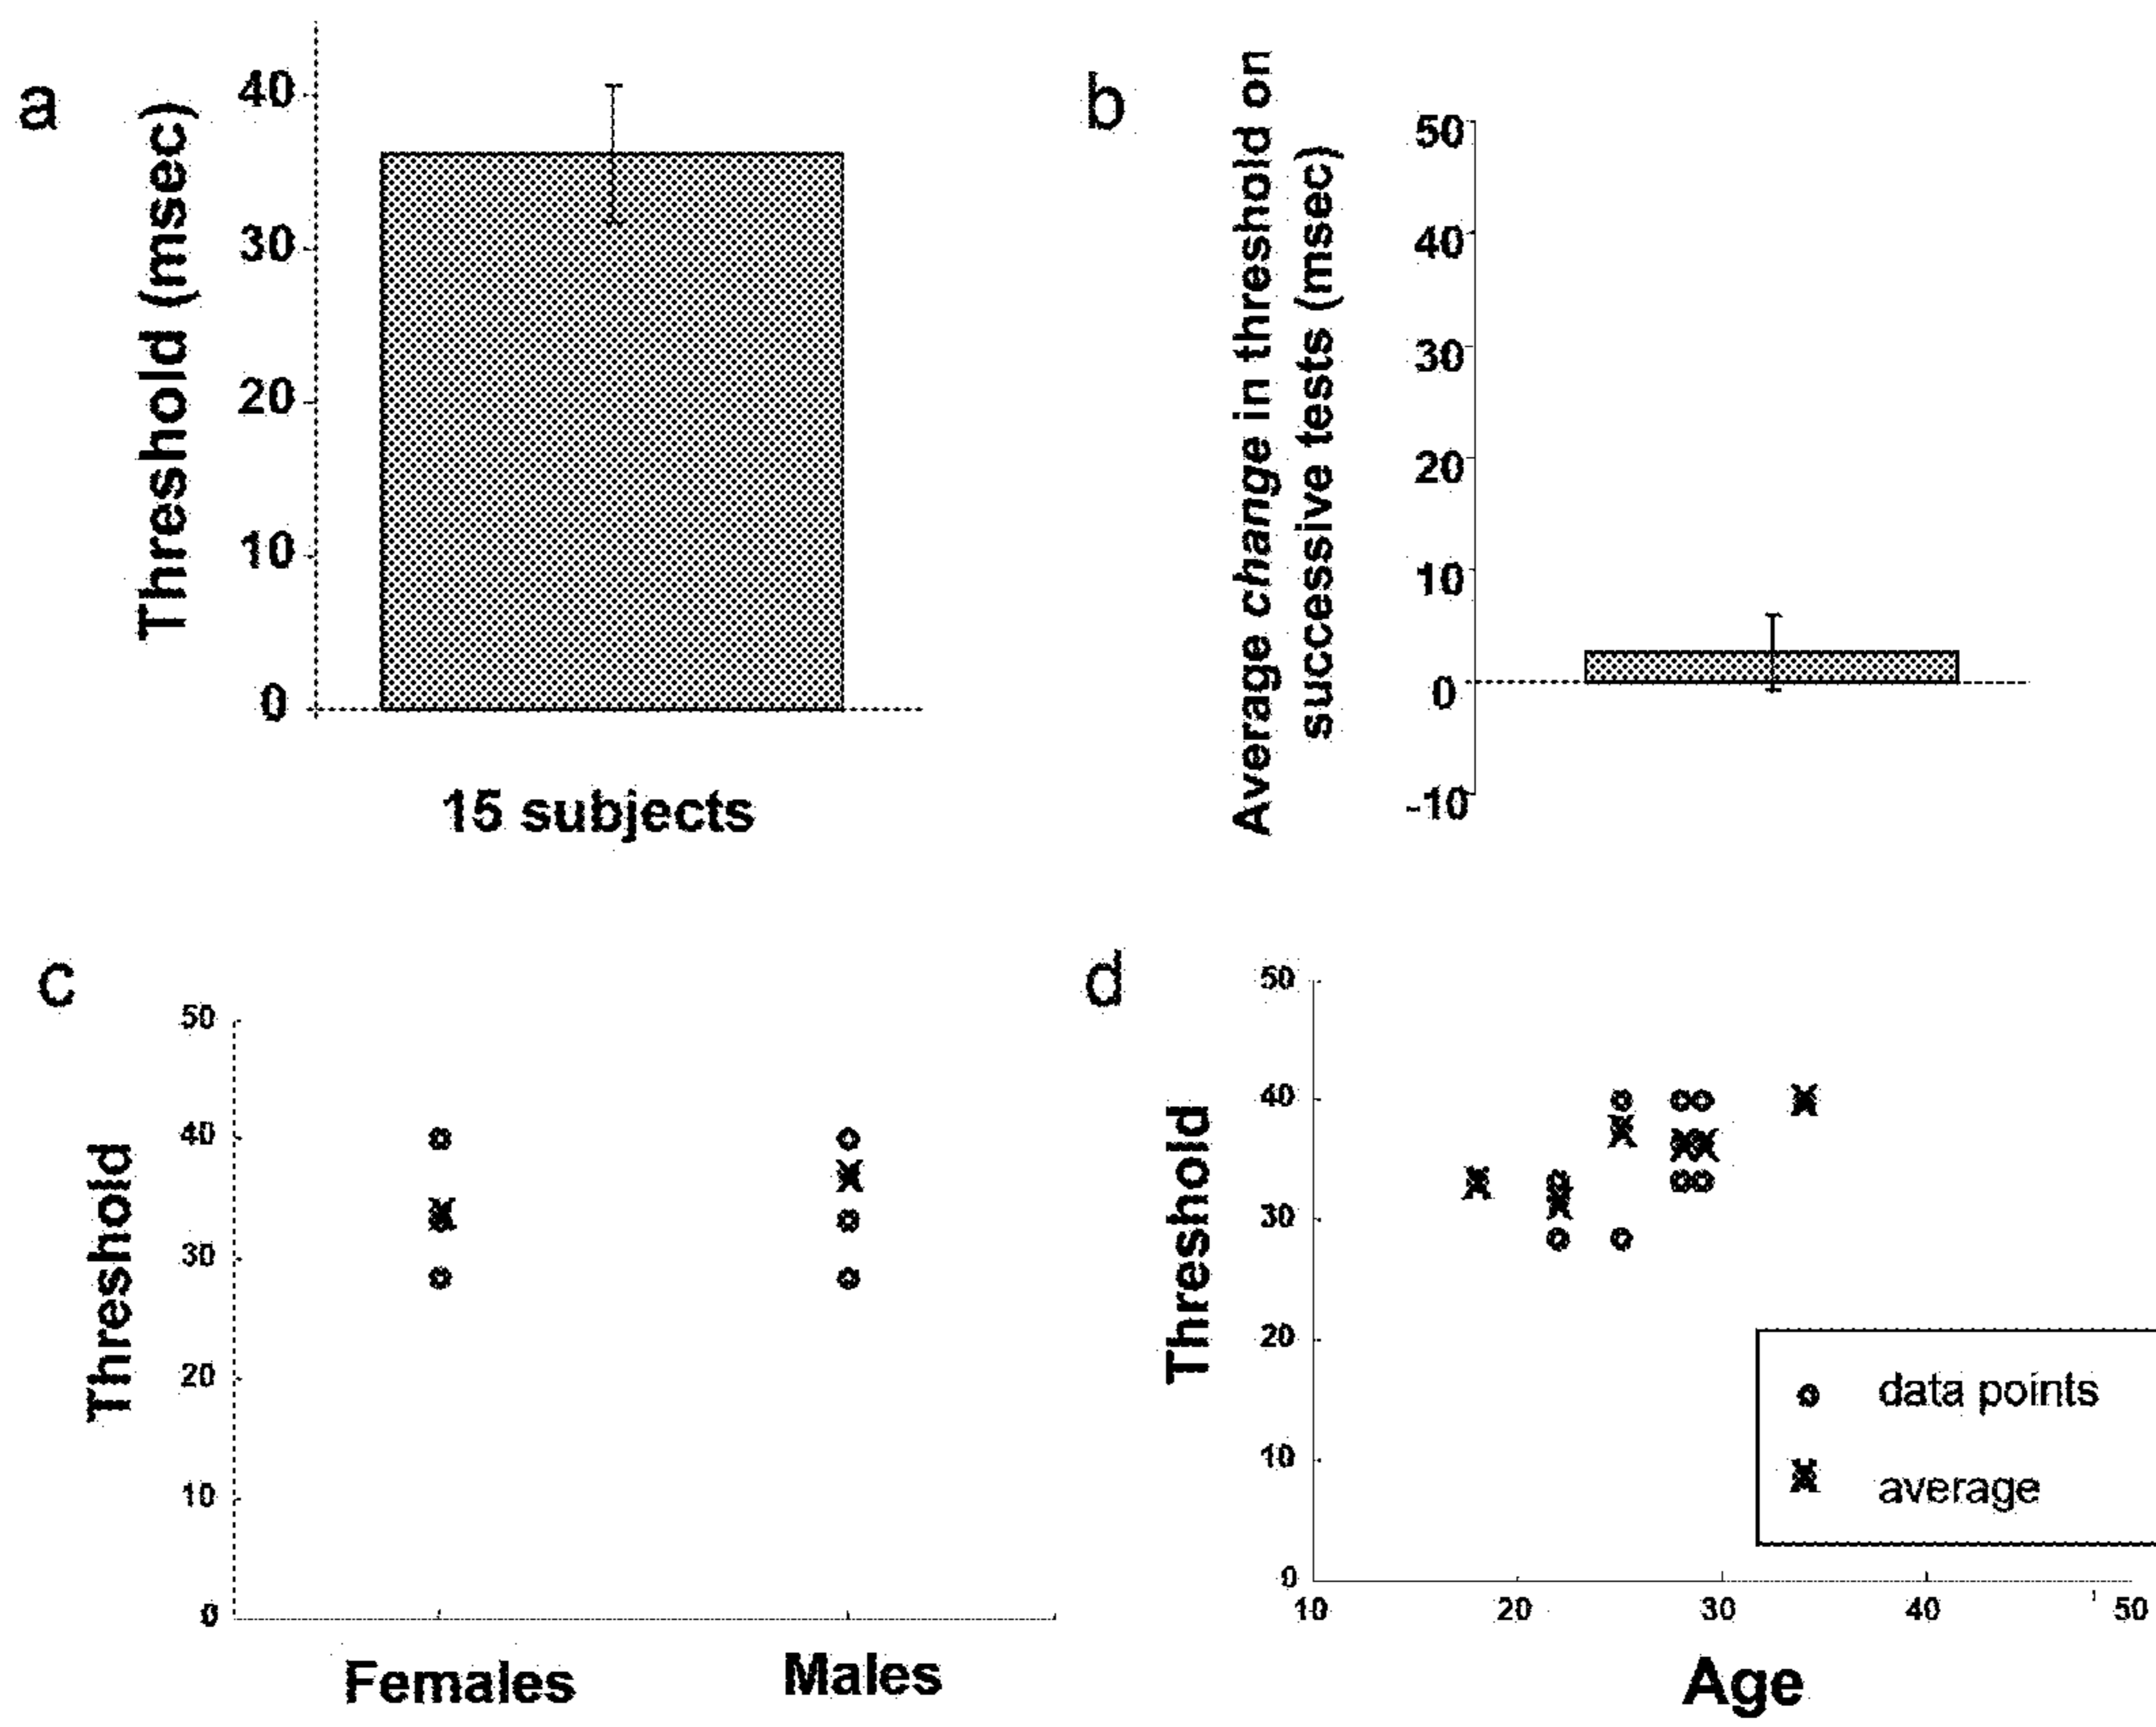 a
Threshold (msec)
40
30
20
10
0
15 subjects
b
Average change in threshold on
successive tests (msec)
50
40
30
20
10
0
-10
c
Threshold
50
40
30
20
10
0
Females
Males
d
Threshold
50
40
30
20
10
0
10
20
30
40
50
Age
data points
average